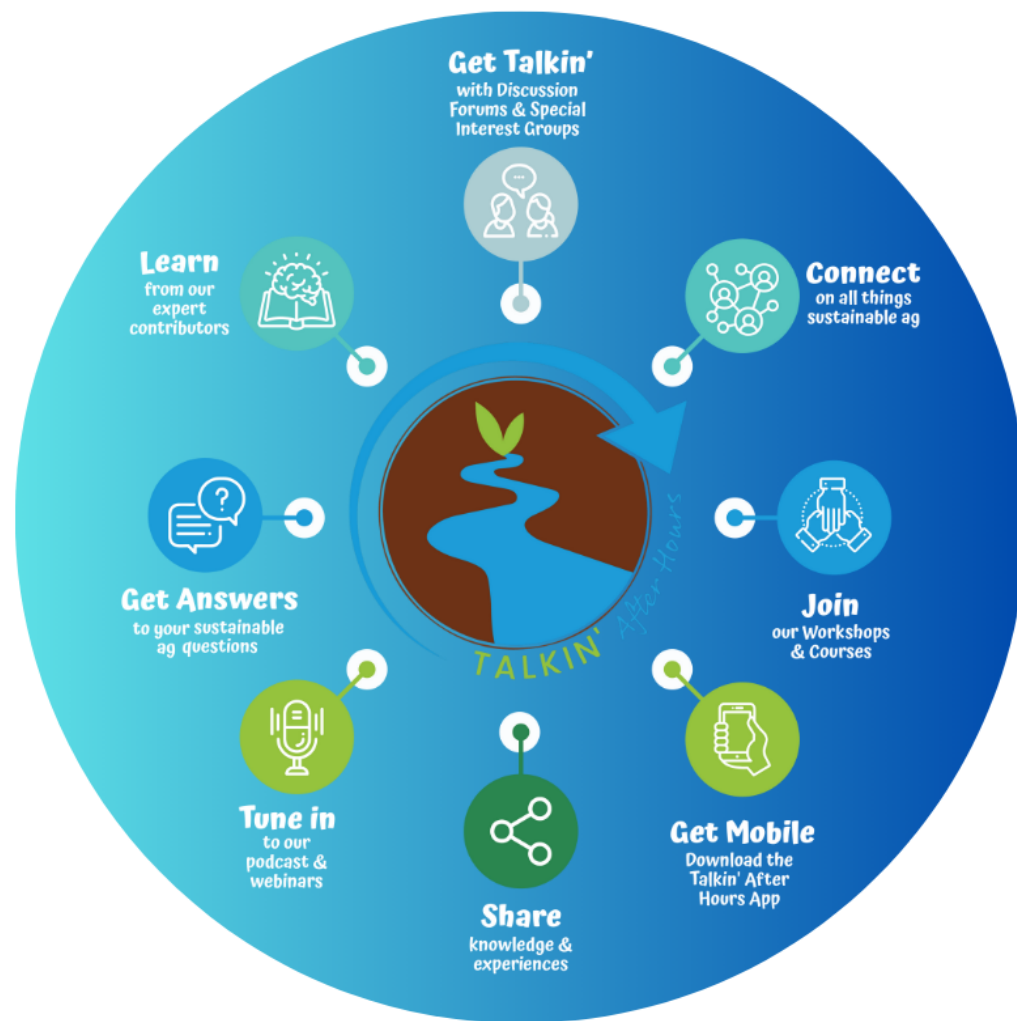 Get Talkin'
with Discussion
Forums & Special
Interest Groups
Connect
on all things
sustainable ag
Join
our Workshops
& Courses
Get Mobile
Download the
Talkin' After
Hours App
Share
knowledge &
experiences
Tune in
to our
podcast &
webinars
Get Answers
to your sustainable
ag questions
Learn
from our
expert
contributors
?
TALKIN' After Hours